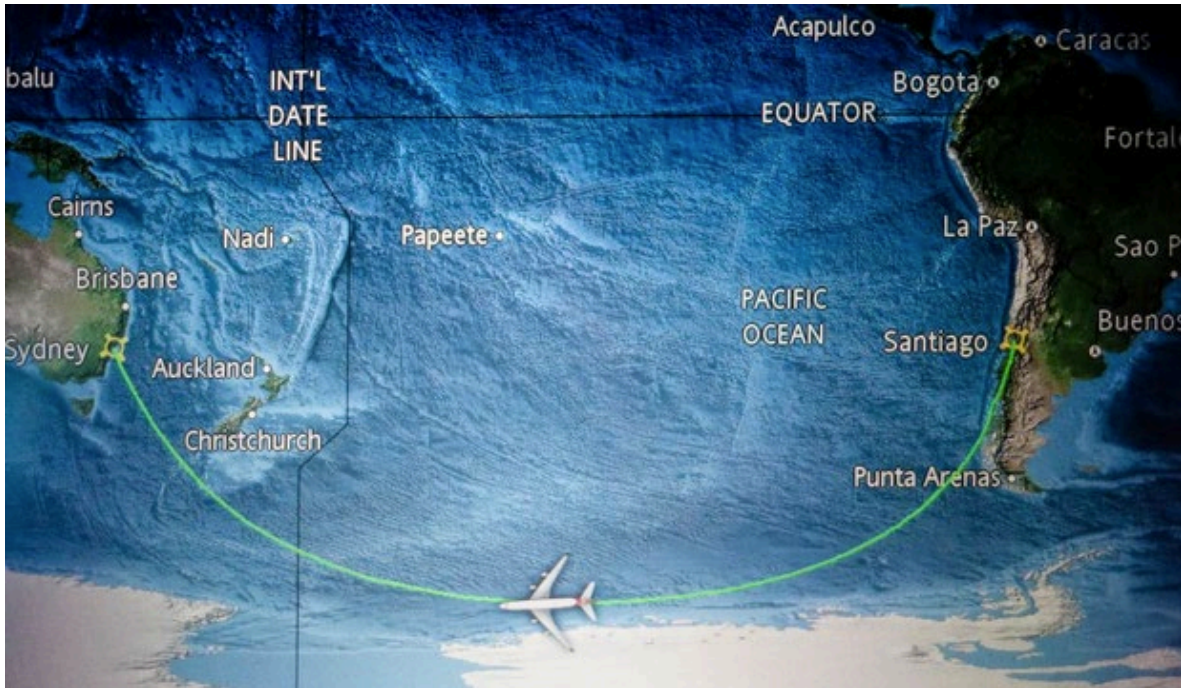 Acapulco
Caracas
balu
INT'L
DATE
LINE
Bogota
EQUATOR
Fortal
Cairns
Nadi
Papeete
La Paz
Sao P
Brisbane
PACIFIC
OCEAN
Buenos
Sydney
Santiago
Auckland
Christchurch
Punta Arenas